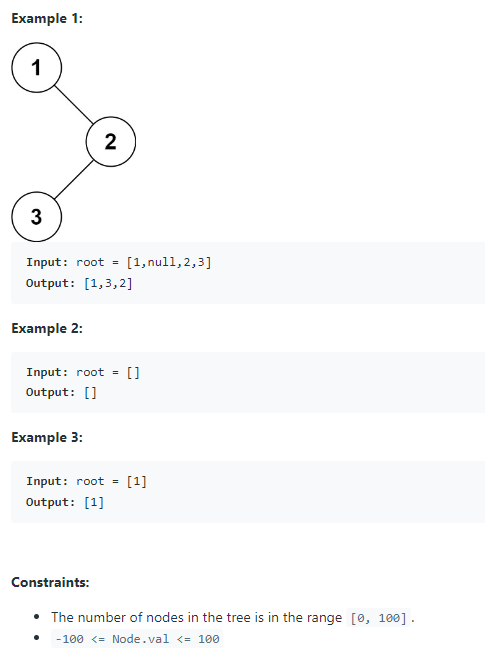 Example 1:
1
2
3
Input: root = [1,null,2,3]
Output: [1,3,2]
Example 2:
Input: root = []
Output: []
Example 3:
Input: root = [1]
Output: [1]
Constraints:
• The number of nodes in the tree is in the range [0, 100].
• -100 <= Node.val <= 100